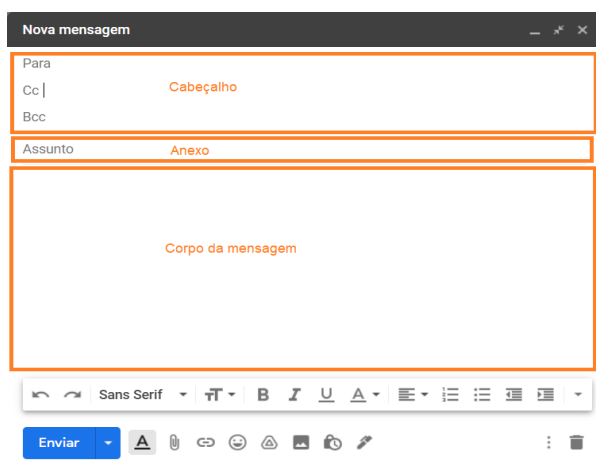 Nova mensagem
Para
Cc Cabeçalho
Bcc
Assunto Anexo
Corpo da mensagem
Sans Serif
Enviar